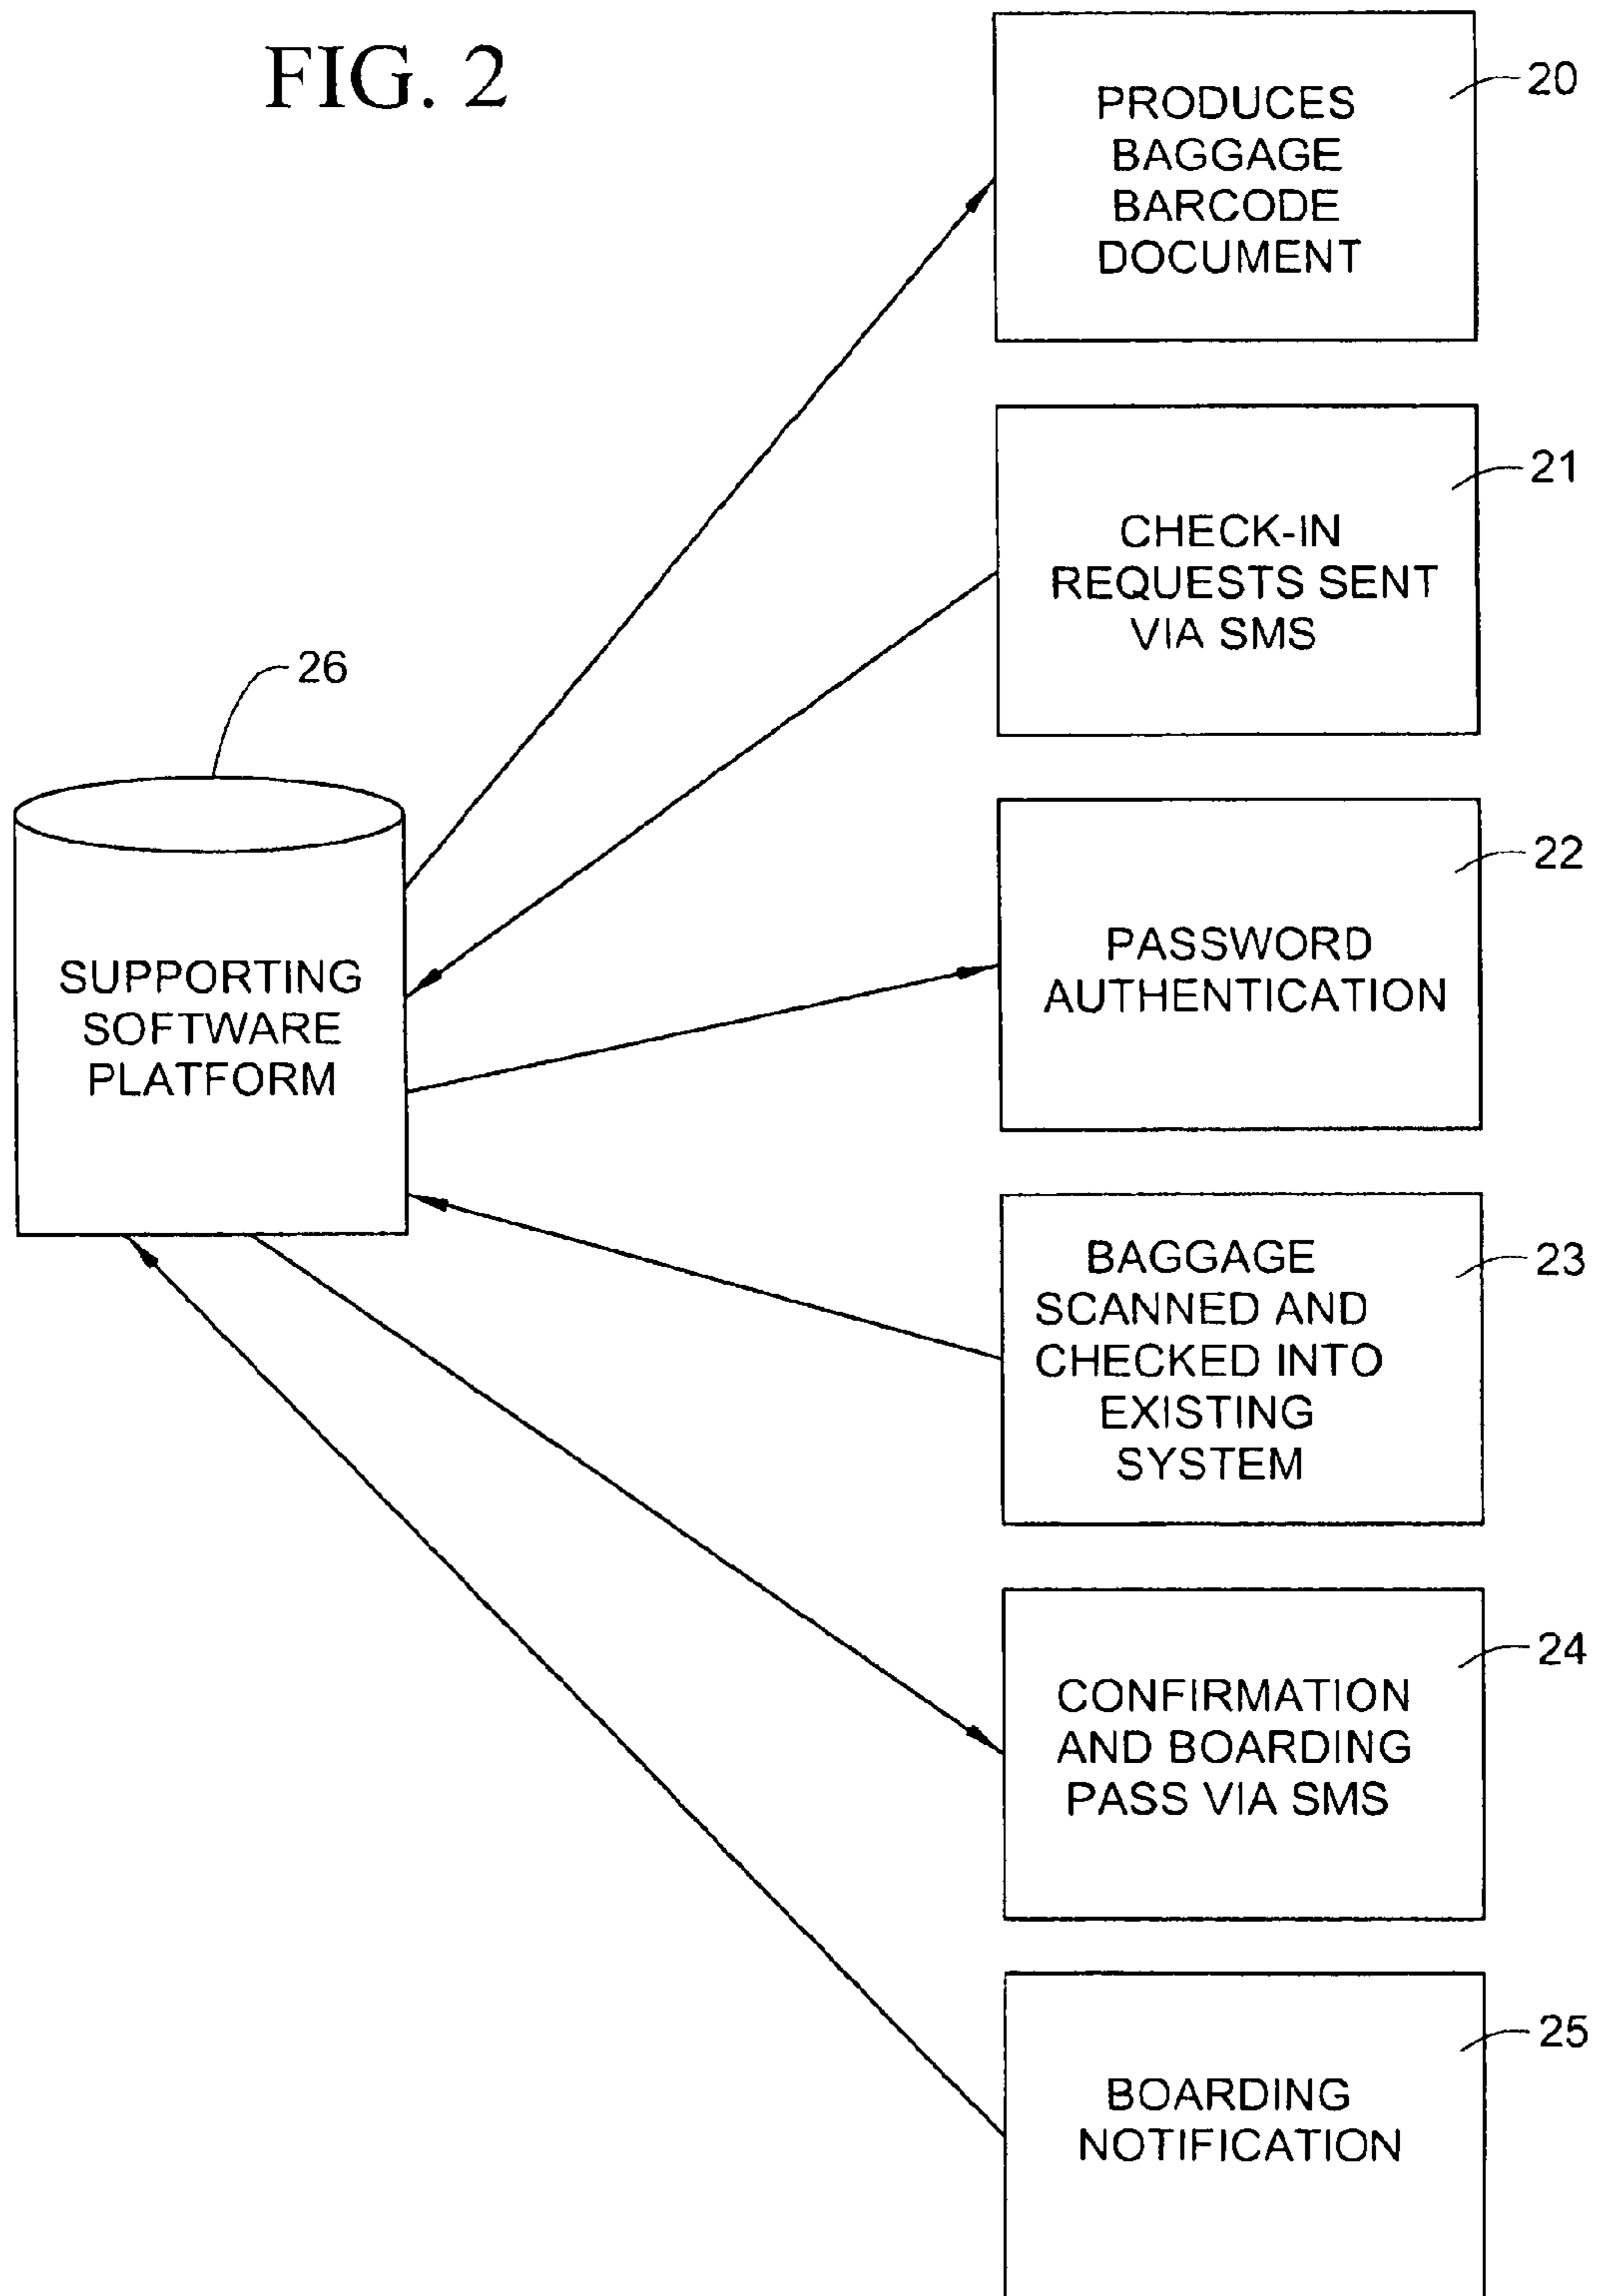 FIG. 2
20
PRODUCES
BAGGAGE
BARCODE
DOCUMENT
21
CHECK-IN
REQUESTS SENT
VIA SMS
26
SUPPORTING
SOFTWARE
PLATFORM
22
PASSWORD
AUTHENTICATION
23
BAGGAGE
SCANNED AND
CHECKED INTO
EXISTING
SYSTEM
24
CONFIRMATION
AND BOARDING
PASS VIA SMS
25
BOARDING
NOTIFICATION